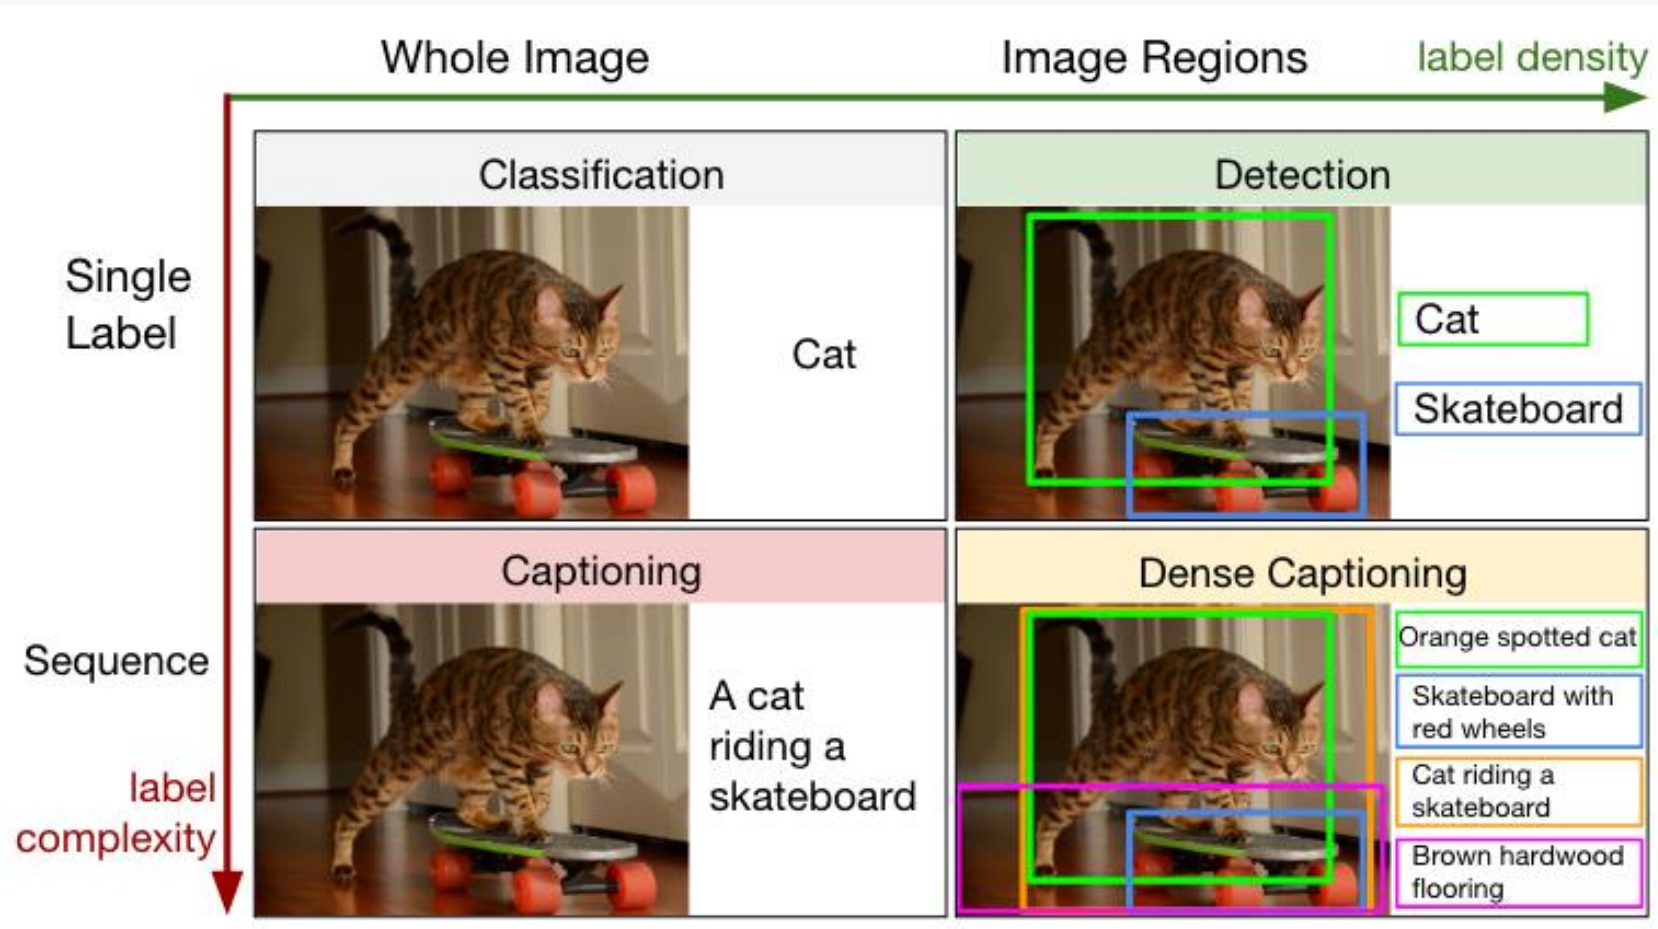 Whole Image
Image Regions
label density
Single
Label
Classification
Cat
Detection
Cat
Skateboard
Sequence
label
complexity
Captioning
A cat
riding a
skateboard
Dense Captioning
Orange spotted cat
Skateboard with
red wheels
Cat riding a
skateboard
Brown hardwood
flooring